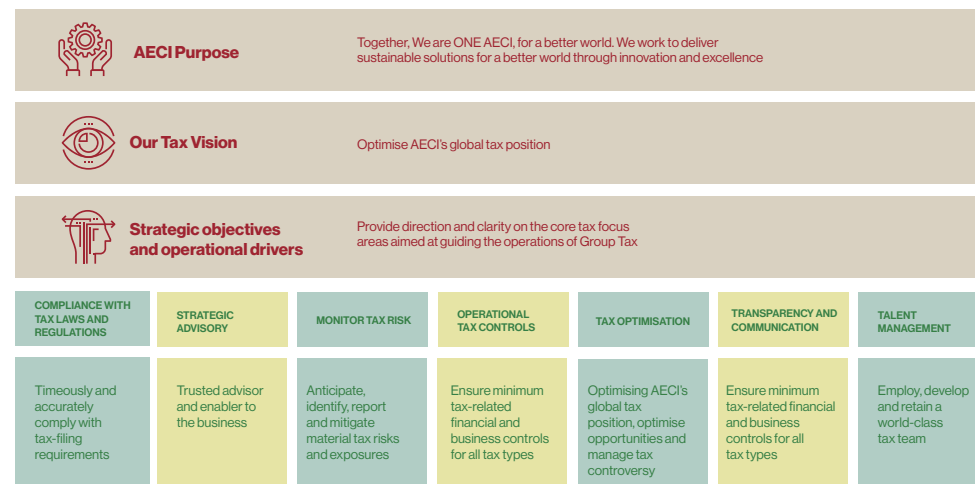 AECI Purpose
Together, We are ONE AECI, for a better world. We work to deliver
sustainable solutions for a better world through innovation and excellence
Our Tax Vision
Optimise AECI's global tax position
Strategic objectives
and operational drivers
Provide direction and clarity on the core tax focus
areas aimed at guiding the operations of Group Tax
COMPLIANCE WITH
TAX LAWS AND
REGULATIONS
STRATEGIC
ADVISORY
MONITOR TAX RISK
OPERATIONAL
TAX CONTROLS
TAX OPTIMISATION
TRANSPARENCY AND
COMMUNICATION
TALENT
MANAGEMENT
Timeously and
accurately
comply with
tax-filing
requirements
Trusted advisor
and enabler to
the business
Anticipate,
identify, report
and mitigate
material tax risks
and exposures
Ensure minimum
tax-related
financial and
business controls
for all tax types
Optimising AECI's
global tax
position, optimise
opportunities and
manage tax
controversy
Ensure minimum
tax-related financial
and business
controls for all
tax types
Employ, develop
and retain a
world-class
tax team